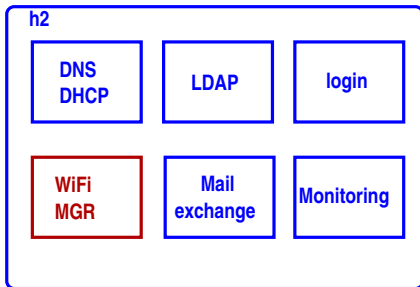 h2
DNS
DHCP
LDAP
login
WiFi
MGR
Mail
exchange
Monitoring